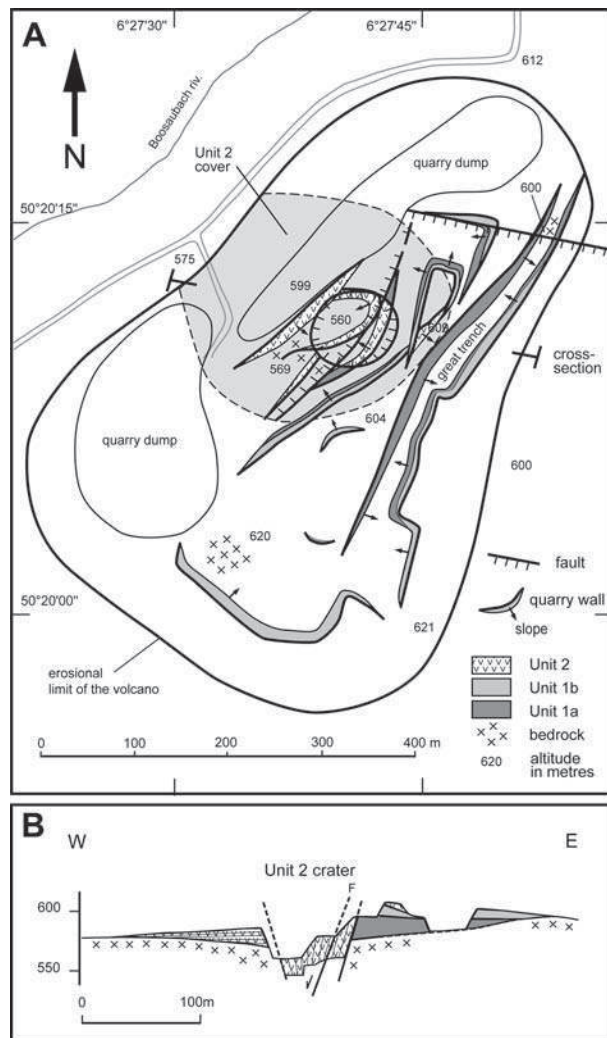 A
6°27'30"
6°27'45"
612
Boosaubach riv.
N
Unit 2
cover
quarry dump
600
50°20'15"
575
599
560
569
608
great trench
cross-
section
604
quarry dump
600
620
fault
quarry wall
slope
50°20'00"
621
erosional
limit of the volcano
Unit 2
Unit 1b
Unit 1a
bedrock
620 altitude
in metres
0 100 200 300 400 m
B
W
E
Unit 2 crater
F
600
550
0 100m